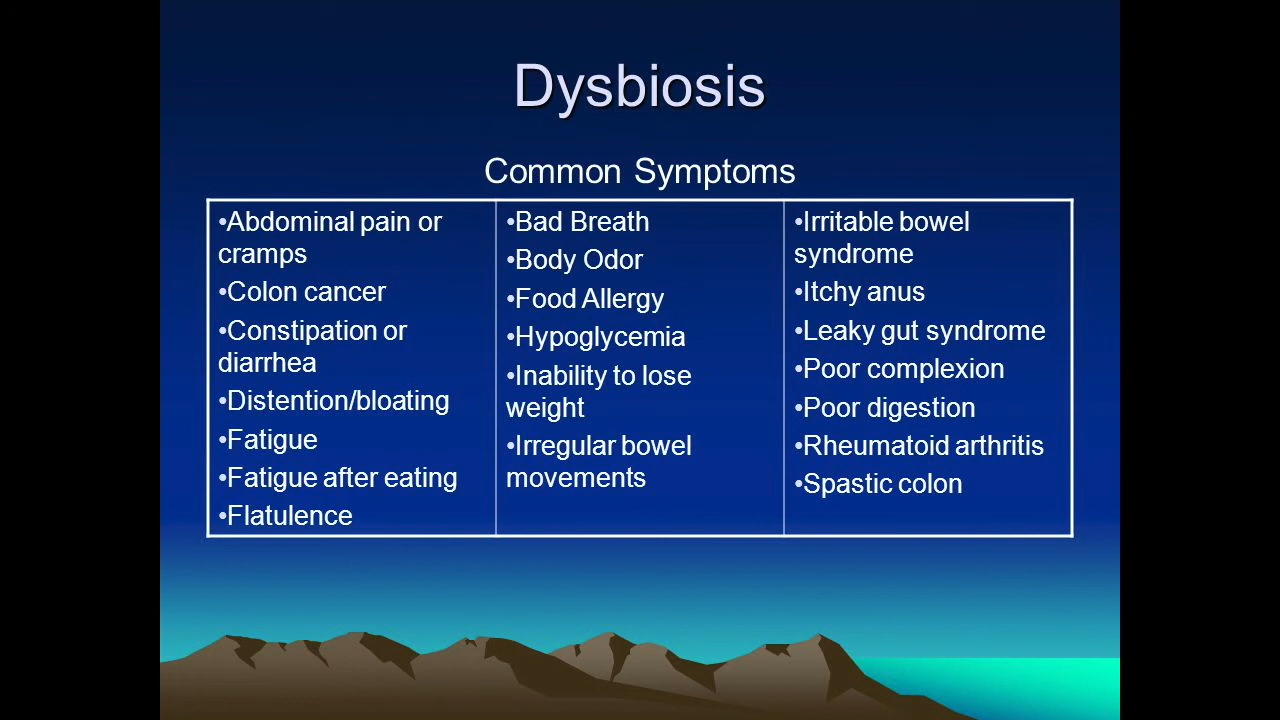 Dysbiosis
Common Symptoms
•Abdominal pain or
cramps
•Colon cancer
•Constipation or
diarrhea
•Distention/bloating
•Fatigue
•Fatigue after eating
•Flatulence
•Bad Breath
•Body Odor
•Food Allergy
•Hypoglycemia
•Inability to lose
weight
•Irregular bowel
movements
•Irritable bowel
syndrome
•Itchy anus
•Leaky gut syndrome
•Poor complexion
•Poor digestion
•Rheumatoid arthritis
•Spastic colon